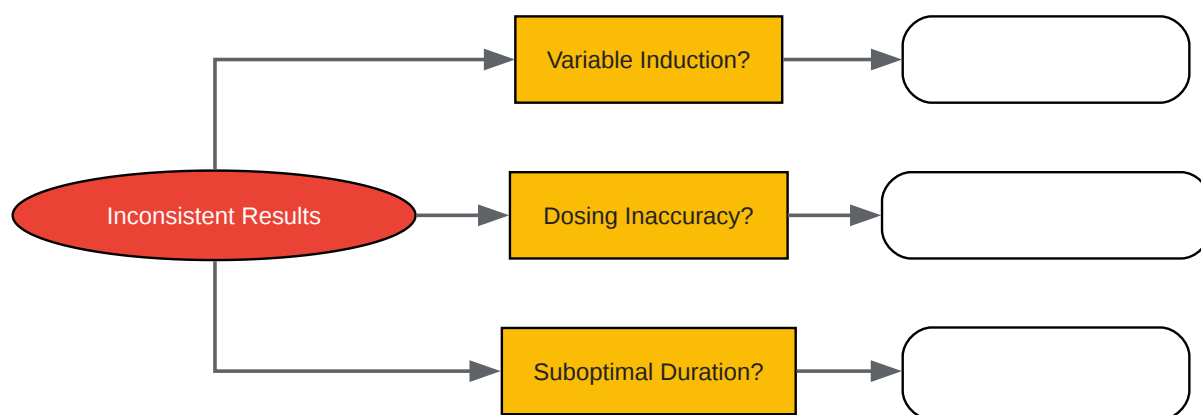 Variable Induction?
Inconsistent Results
Dosing Inaccuracy?
Suboptimal Duration?